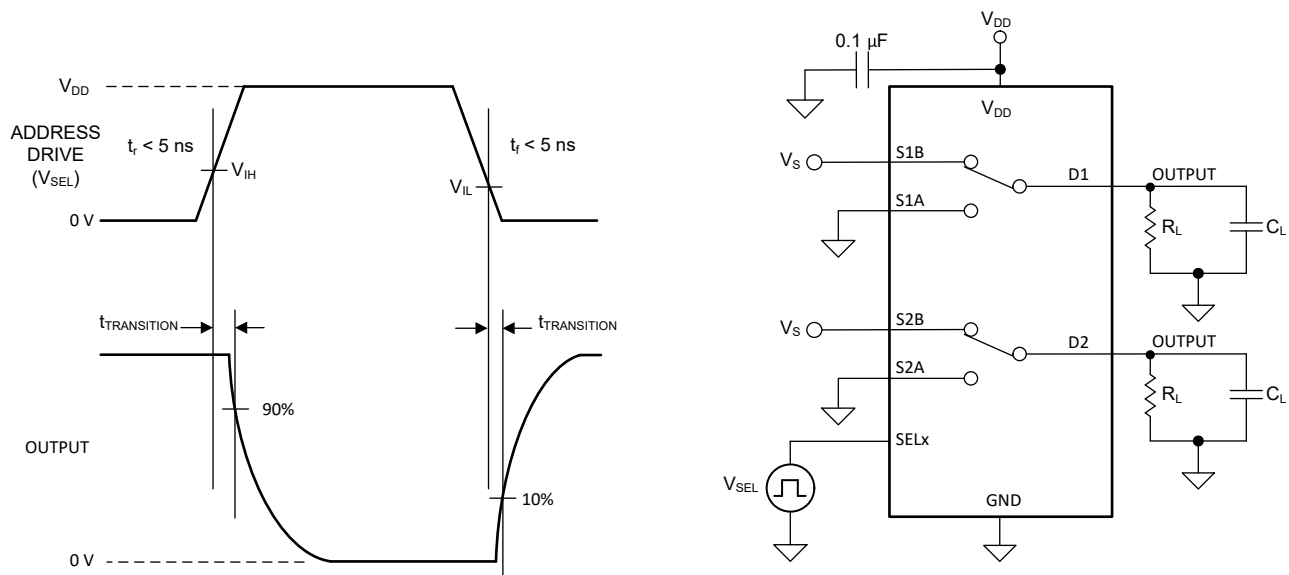 V_DD
ADDRESS
DRIVE
(V_SEL)
t_r < 5 ns
V_IH
t_f < 5 ns
V_IL
0 V
t_TRANSITION
t_TRANSITION
90%
OUTPUT
10%
0 V
V_DD
0.1 µF
V_DD
V_S
S1B
D1
OUTPUT
S1A
R_L
C_L
V_S
S2B
D2
OUTPUT
S2A
R_L
C_L
SELx
V_SEL
GND